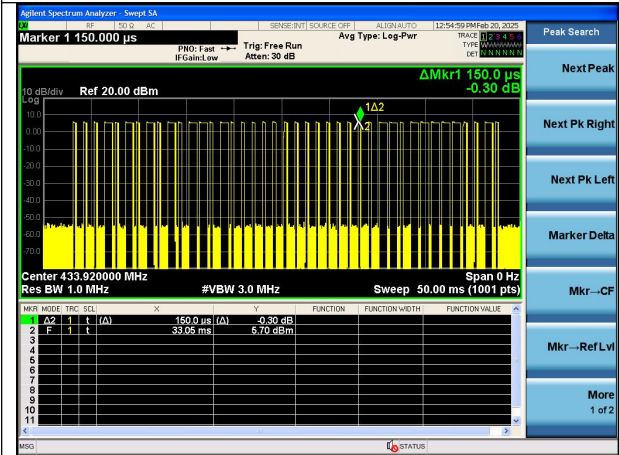 Agilent Spectrum Analyzer - Swept SA
RF 50 Ω AC SENSE:INT SOURCE OFF ALIGN AUTO 12:54:59 PM Feb 20, 2025
Marker 1 150.000 µs
PNO: Fast
IFGain:Low
Trig: Free Run
Atten: 30 dB
Avg Type: Log-Pwr
TRACE 1 2 3 4 5 6
TYPE WWWWWW
DET N N N N N N
Peak Search
ΔMkr1 150.0 µs
-0.30 dB
10 dB/div Ref 20.00 dBm
Log
10.0
0.00
-10.0
-20.0
-30.0
-40.0
-50.0
-60.0
-70.0
1Δ2
2
Center 433.920000 MHz Span 0 Hz
Res BW 1.0 MHz #VBW 3.0 MHz Sweep 50.00 ms (1001 pts)
MKR MODE TRC SCL X Y FUNCTION FUNCTION WIDTH FUNCTION VALUE
1 Δ2 1 t (Δ) 150.0 µs (Δ) -0.30 dB
2 F 1 t 33.05 ms 5.70 dBm
3
4
5
6
7
8
9
10
11
MSG STATUS
Next Peak
Next Pk Right
Next Pk Left
Marker Delta
Mkr→CF
Mkr→Ref Lvl
More
1 of 2